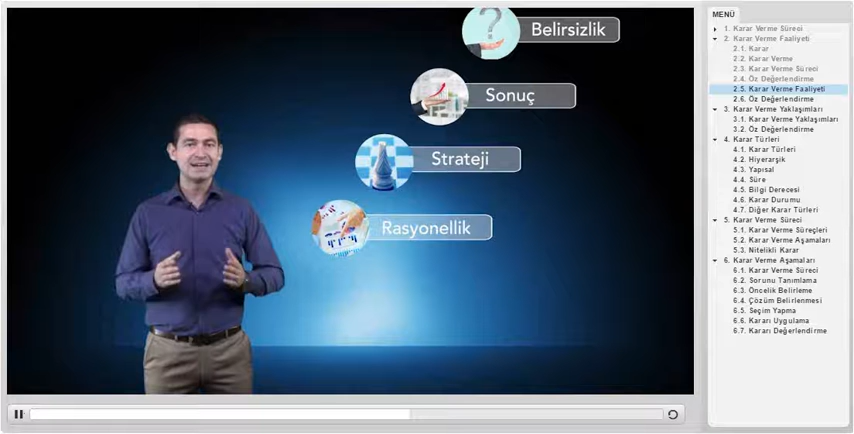 Belirsizlik
Sonuç
Strateji
Rasyonellik
MENÜ
1. Karar Verme Süreci
2. Karar Verme Faaliyeti
2.1. Karar
2.2. Karar Verme
2.3. Karar Verme Süreci
2.4. Öz Değerlendirme
2.5. Karar Verme Faaliyeti
2.6. Öz Değerlendirme
3. Karar Verme Yaklaşımları
3.1. Karar Verme Yaklaşımları
3.2. Öz Değerlendirme
4. Karar Türleri
4.1. Karar Türleri
4.2. Hiyerarşik
4.3. Yapısal
4.4. Süre
4.5. Bilgi Derecesi
4.6. Karar Durumu
4.7. Diğer Karar Türleri
5. Karar Verme Süreci
5.1. Karar Verme Süreçleri
5.2. Karar Verme Aşamaları
5.3. Nitelikli Karar
6. Karar Verme Aşamaları
6.1. Karar Verme Süreci
6.2. Sorunu Tanımlama
6.3. Öncelik Belirleme
6.4. Çözüm Belirlenmesi
6.5. Seçim Yapma
6.6. Kararı Uygulama
6.7. Kararı Değerlendirme